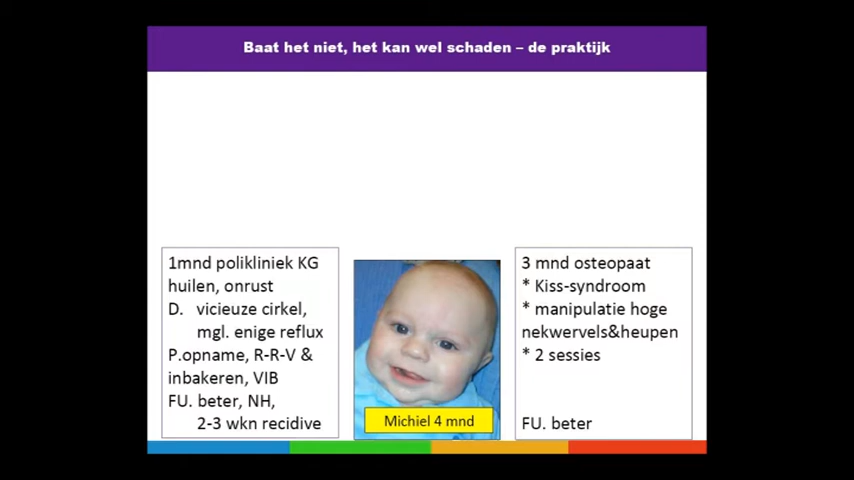 Baat het niet, het kan wel schaden – de praktijk
1mnd polikliniek KG
huilen, onrust
D. vicieuze cirkel,
mgl. enige reflux
P.opname, R-R-V &
inbakeren, VIB
FU. beter, NH,
2-3 wkn recidive
Michiel 4 mnd
3 mnd osteopaat
* Kiss-syndroom
* manipulatie hoge
nekwervels&heupen
* 2 sessies
FU. beter